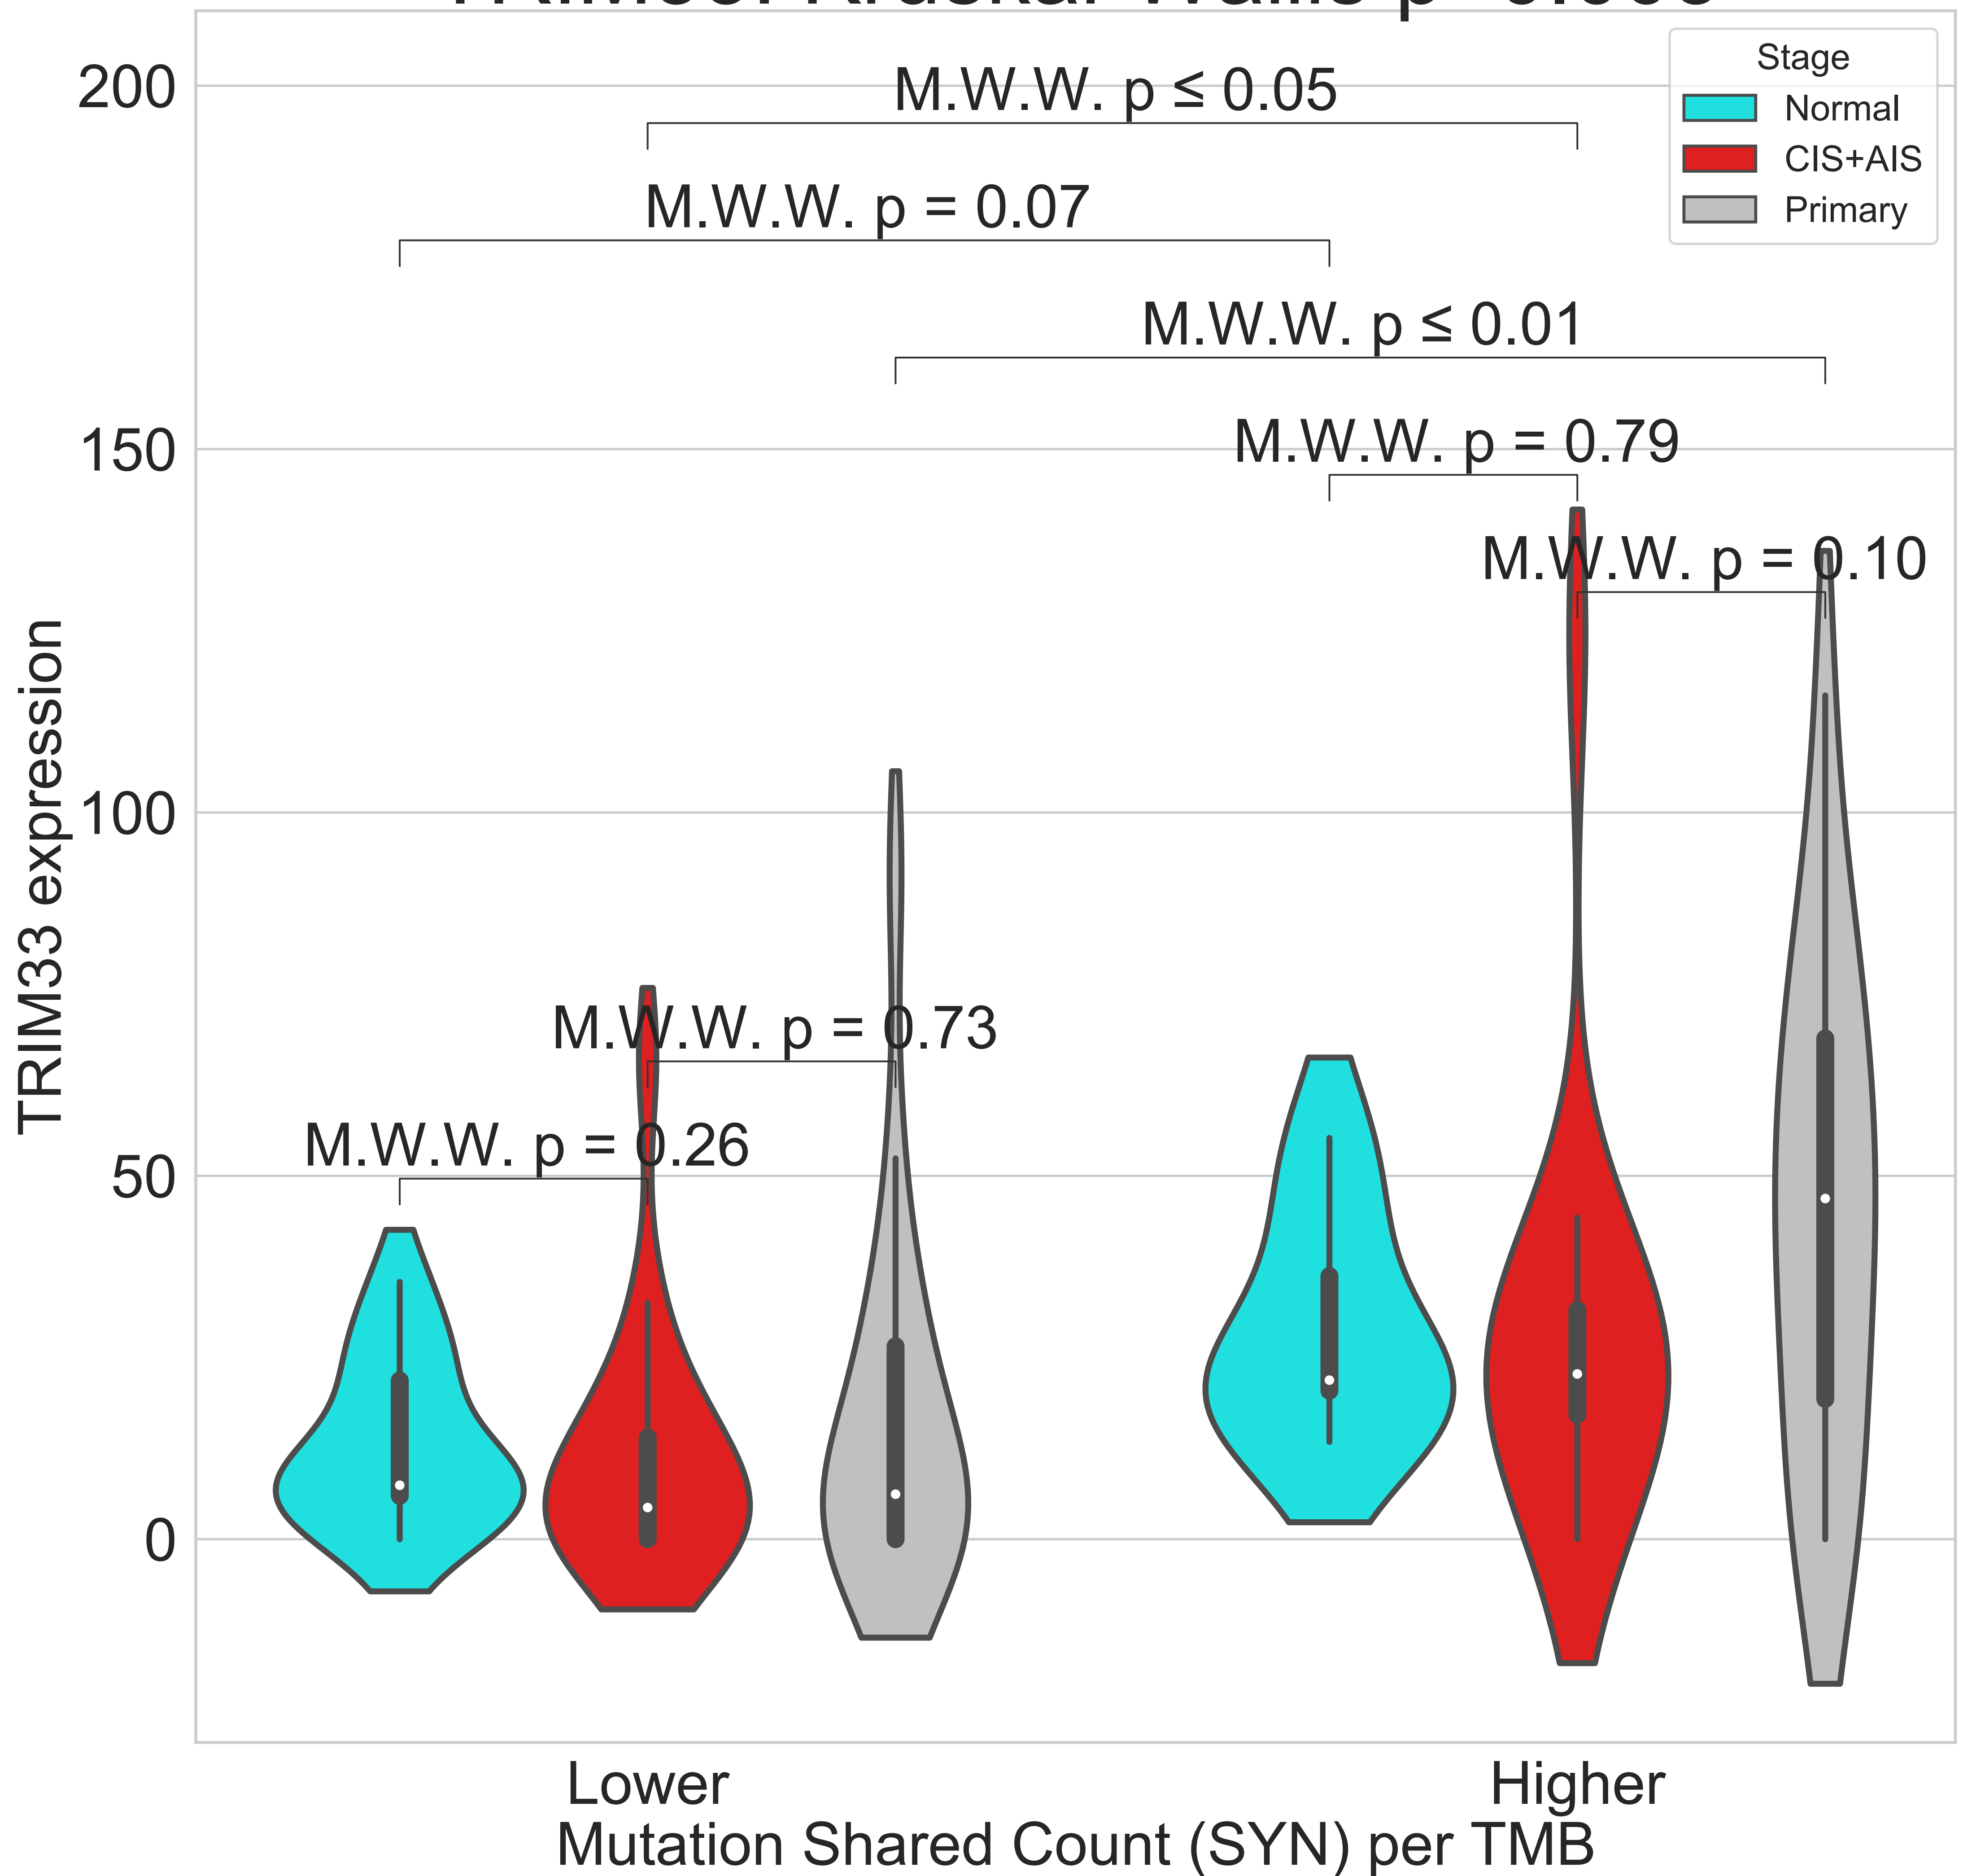 Stage
Normal
CIS+AIS
Primary
200
150
100
50
0
TRIM33 expression
M.W.W. p ≤ 0.05
M.W.W. p = 0.07
M.W.W. p ≤ 0.01
M.W.W. p = 0.79
M.W.W. p = 0.10
M.W.W. p = 0.73
M.W.W. p = 0.26
Lower
Higher
Mutation Shared Count (SYN) per TMB